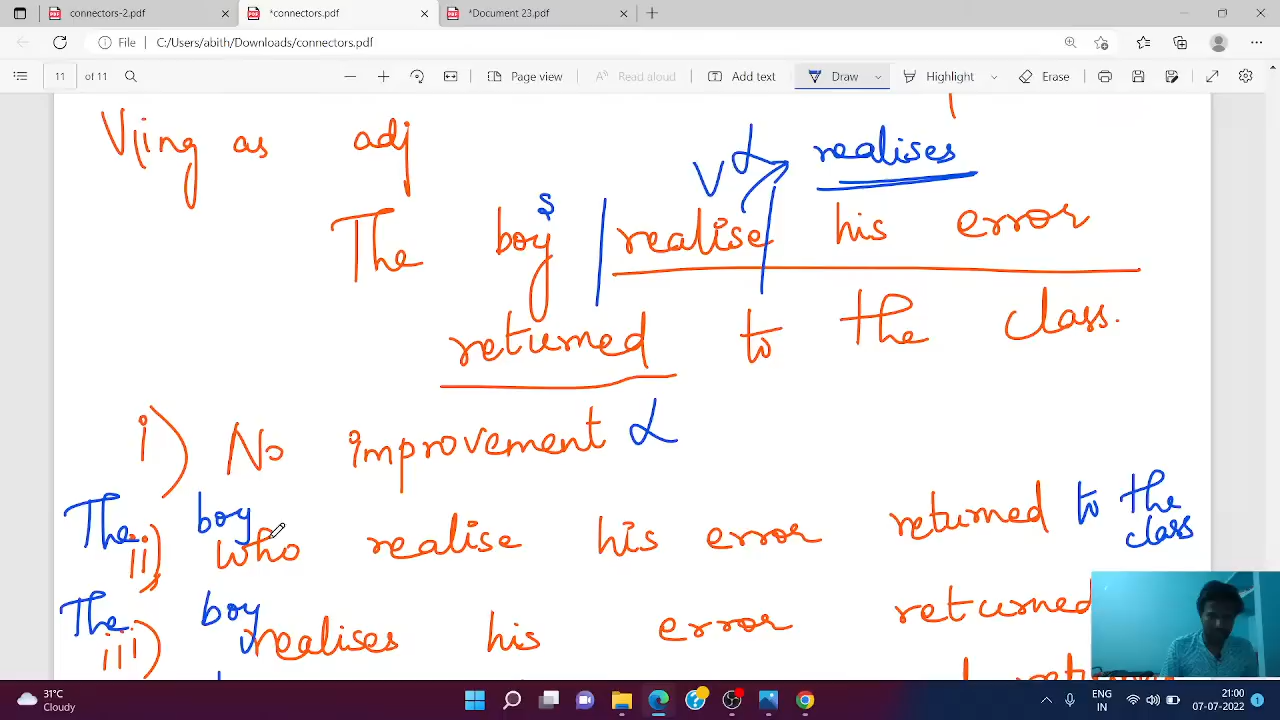 connectors-2.pdf *connectors.pdf *Document 23.pdf
File C:/Users/abith/Downloads/connectors.pdf
11 of 11 Page view Read aloud Add text Draw Highlight Erase
V|ing as adj
V realises
S
The boy realise his error
returned to the class.
i) No improvement
The boy
ii) who realise his error returned to the class
The boy
iii) realises his error returned
31°C
Cloudy
ENG
IN
21:00
07-07-2022